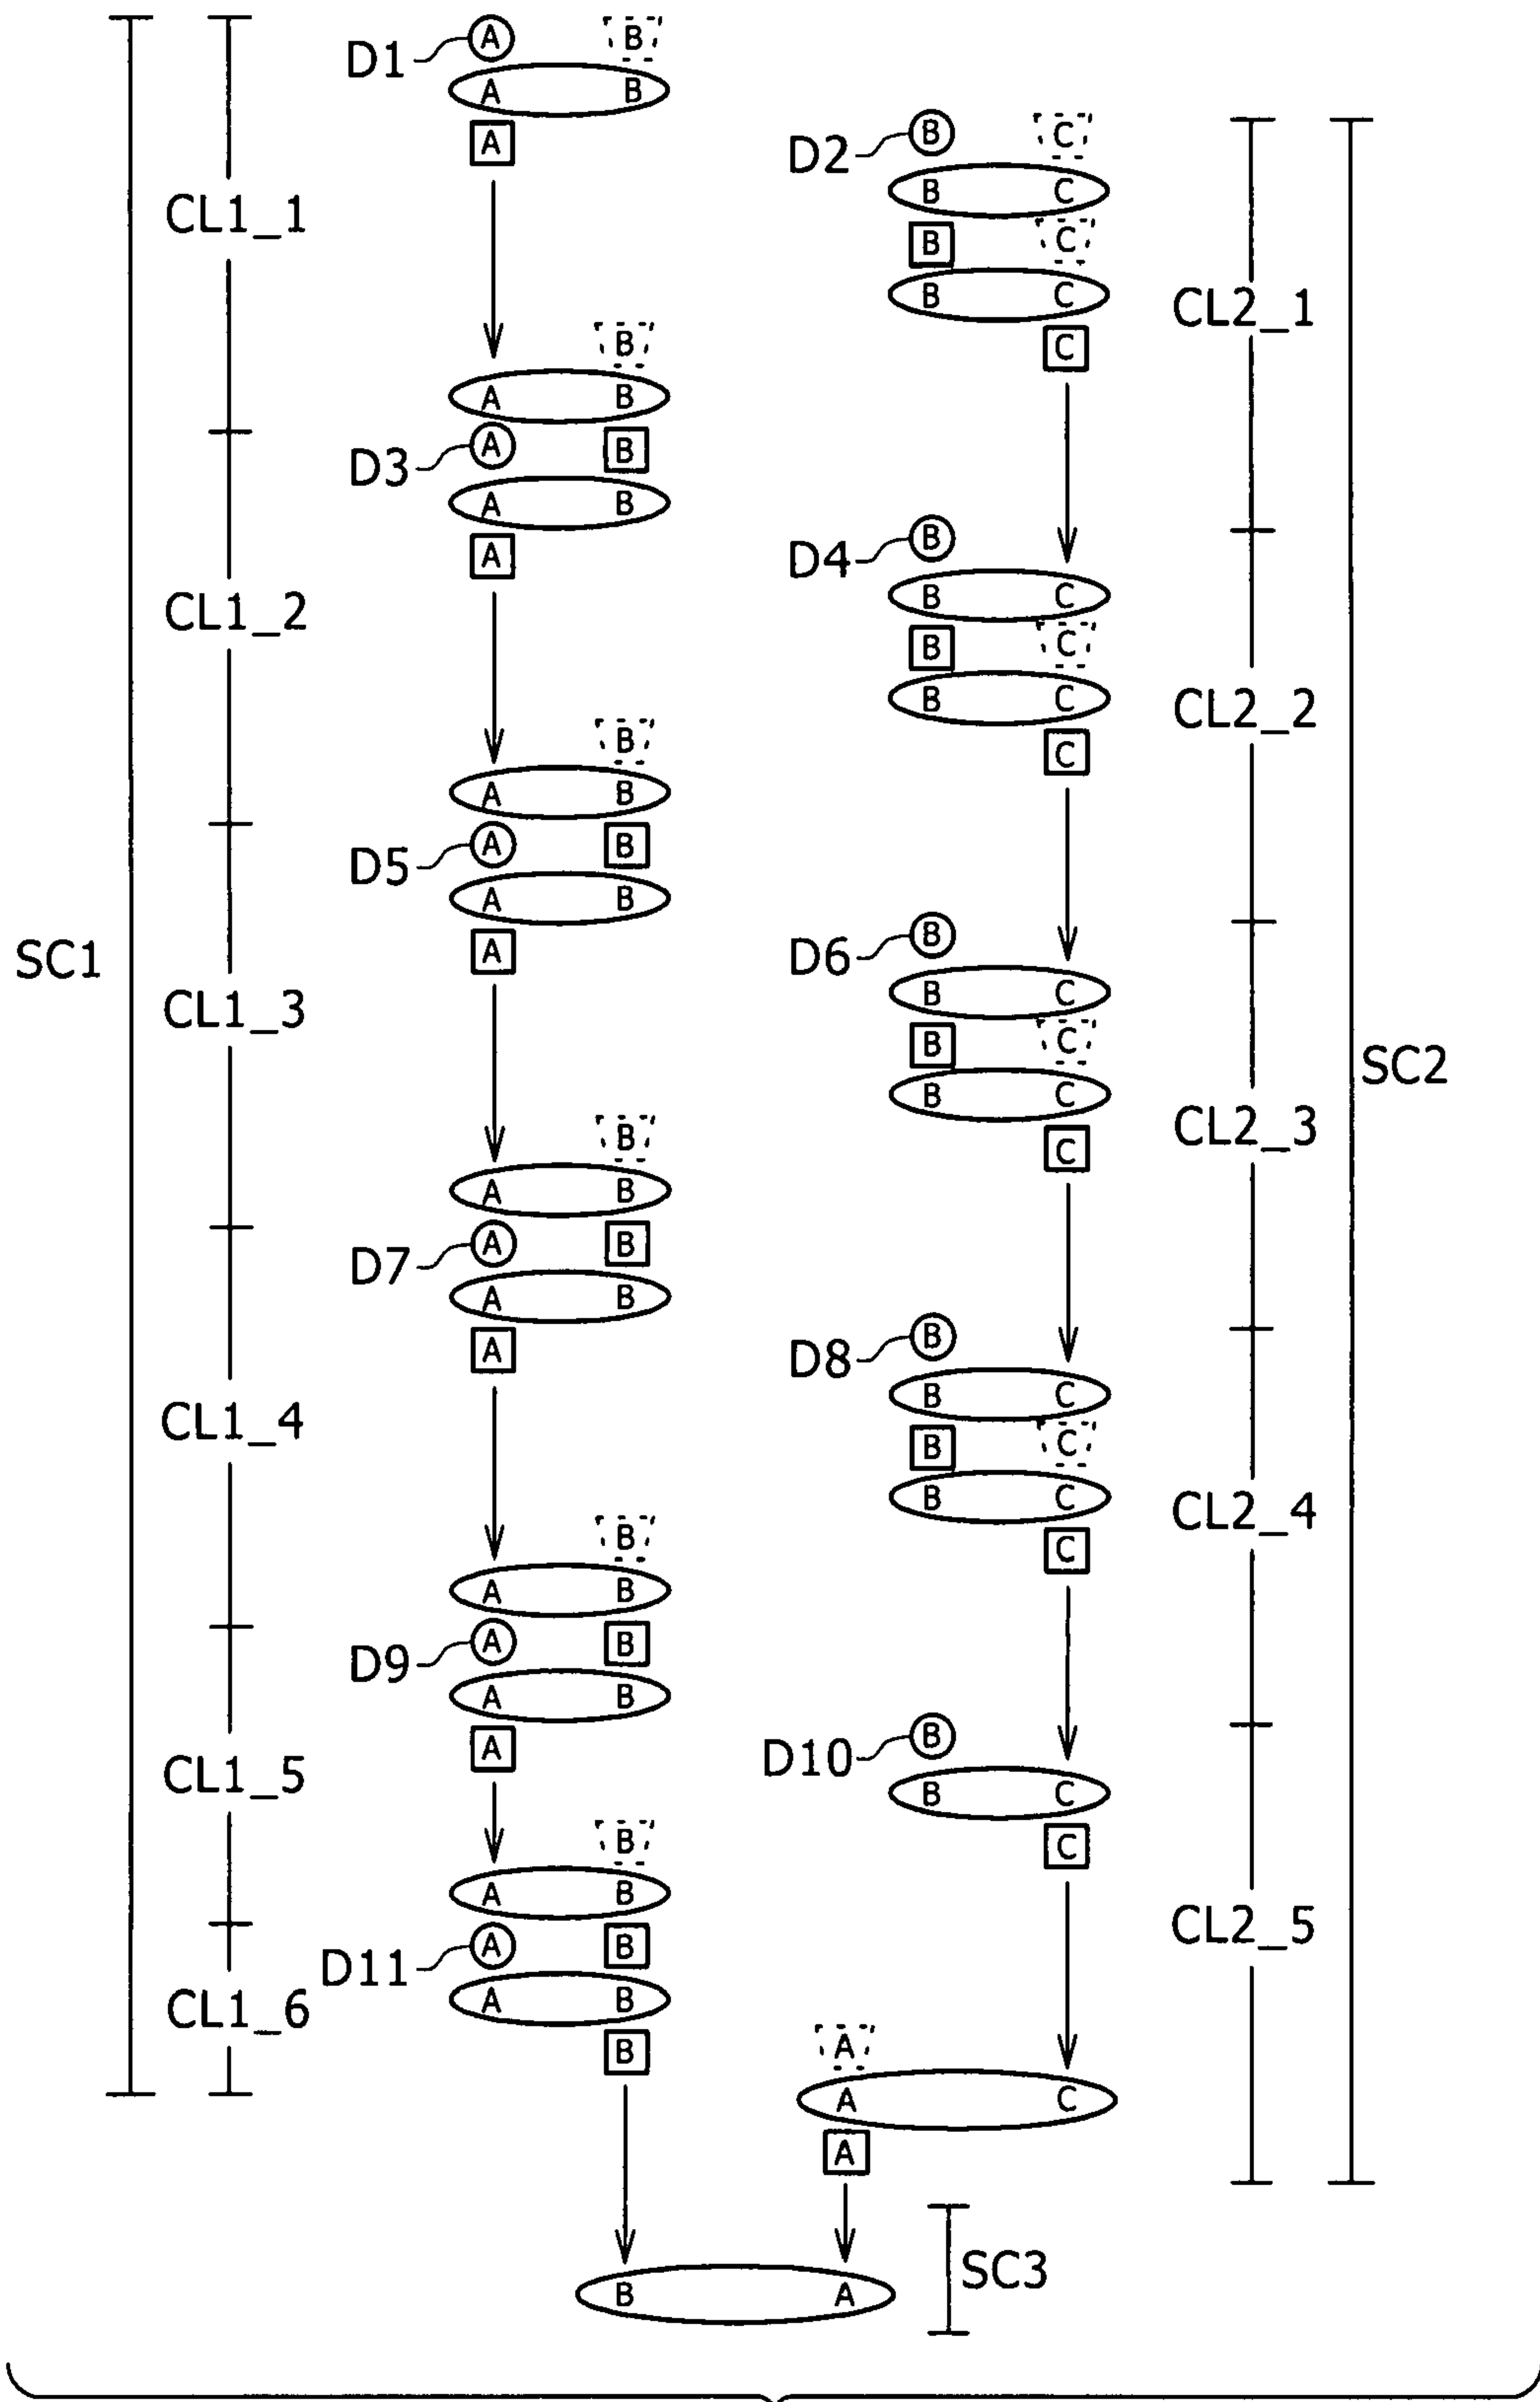 D1 A B
A B
A
D2 B C
B C
CL1_1
B C
B C
CL2_1
B
C
A B
D3 A B
A B
D4 B
A
B C
CL1_2
B C
B C
CL2_2
B
C
A B
D5 A B
A B
D6 B
SC1
A
B C
CL1_3
B C
SC2
B C
CL2_3
B
C
A B
D7 A B
A B
D8 B
A
B C
CL1_4
B C
B C
CL2_4
B
C
A B
D9 A B
A B
D10 B
A
CL1_5
B C
B
C
A B
CL2_5
D11 A B
A B
CL1_6
B
A
A C
A
SC3
B A